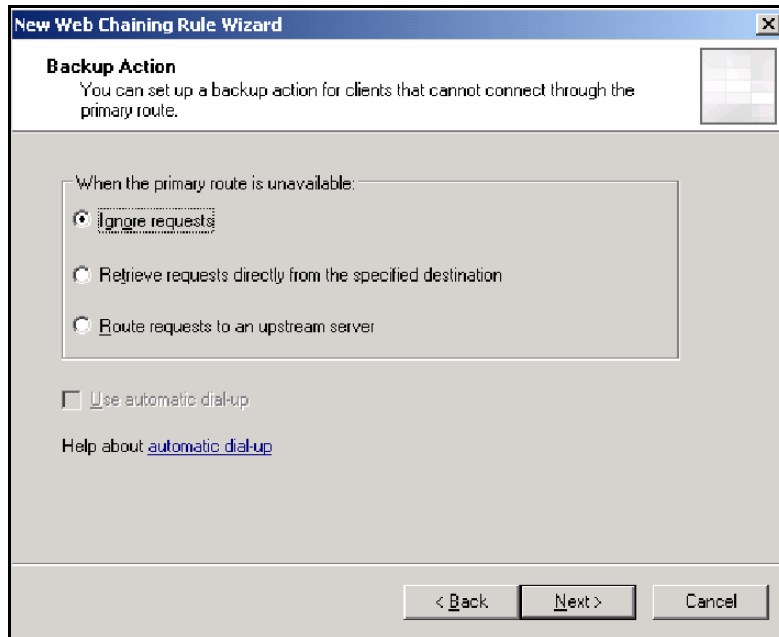 New Web Chaining Rule Wizard
Backup Action
You can set up a backup action for clients that cannot connect through the
primary route.
When the primary route is unavailable:
Ignore requests
Retrieve requests directly from the specified destination
Route requests to an upstream server
Use automatic dial-up
Help about automatic dial-up
< Back
Next >
Cancel